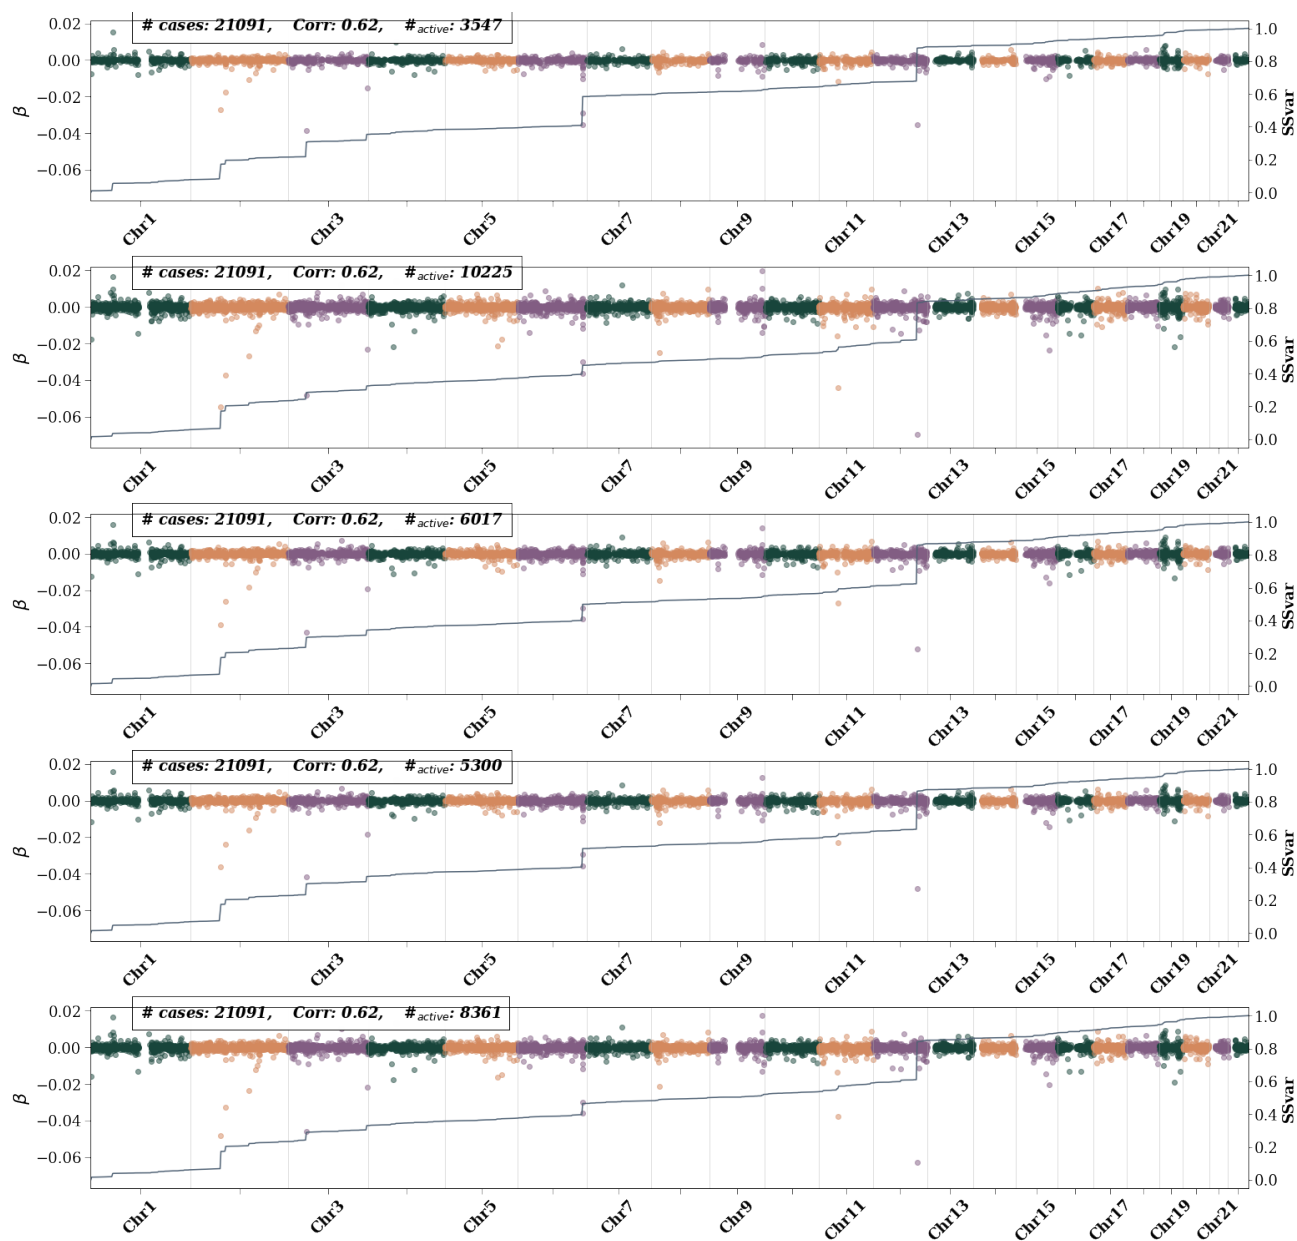 # cases: 21091, Corr: 0.62, #active: 3547
0.02
0.00
−0.02
−0.04
−0.06
β
1.0
0.8
0.6
0.4
0.2
0.0
SSvar
Chr1 Chr3 Chr5 Chr7 Chr9 Chr11 Chr13 Chr15 Chr17 Chr19 Chr21
# cases: 21091, Corr: 0.62, #active: 10225
0.02
0.00
−0.02
−0.04
−0.06
β
1.0
0.8
0.6
0.4
0.2
0.0
SSvar
Chr1 Chr3 Chr5 Chr7 Chr9 Chr11 Chr13 Chr15 Chr17 Chr19 Chr21
# cases: 21091, Corr: 0.62, #active: 6017
0.02
0.00
−0.02
−0.04
−0.06
β
1.0
0.8
0.6
0.4
0.2
0.0
SSvar
Chr1 Chr3 Chr5 Chr7 Chr9 Chr11 Chr13 Chr15 Chr17 Chr19 Chr21
# cases: 21091, Corr: 0.62, #active: 5300
0.02
0.00
−0.02
−0.04
−0.06
β
1.0
0.8
0.6
0.4
0.2
0.0
SSvar
Chr1 Chr3 Chr5 Chr7 Chr9 Chr11 Chr13 Chr15 Chr17 Chr19 Chr21
# cases: 21091, Corr: 0.62, #active: 8361
0.02
0.00
−0.02
−0.04
−0.06
β
1.0
0.8
0.6
0.4
0.2
0.0
SSvar
Chr1 Chr3 Chr5 Chr7 Chr9 Chr11 Chr13 Chr15 Chr17 Chr19 Chr21